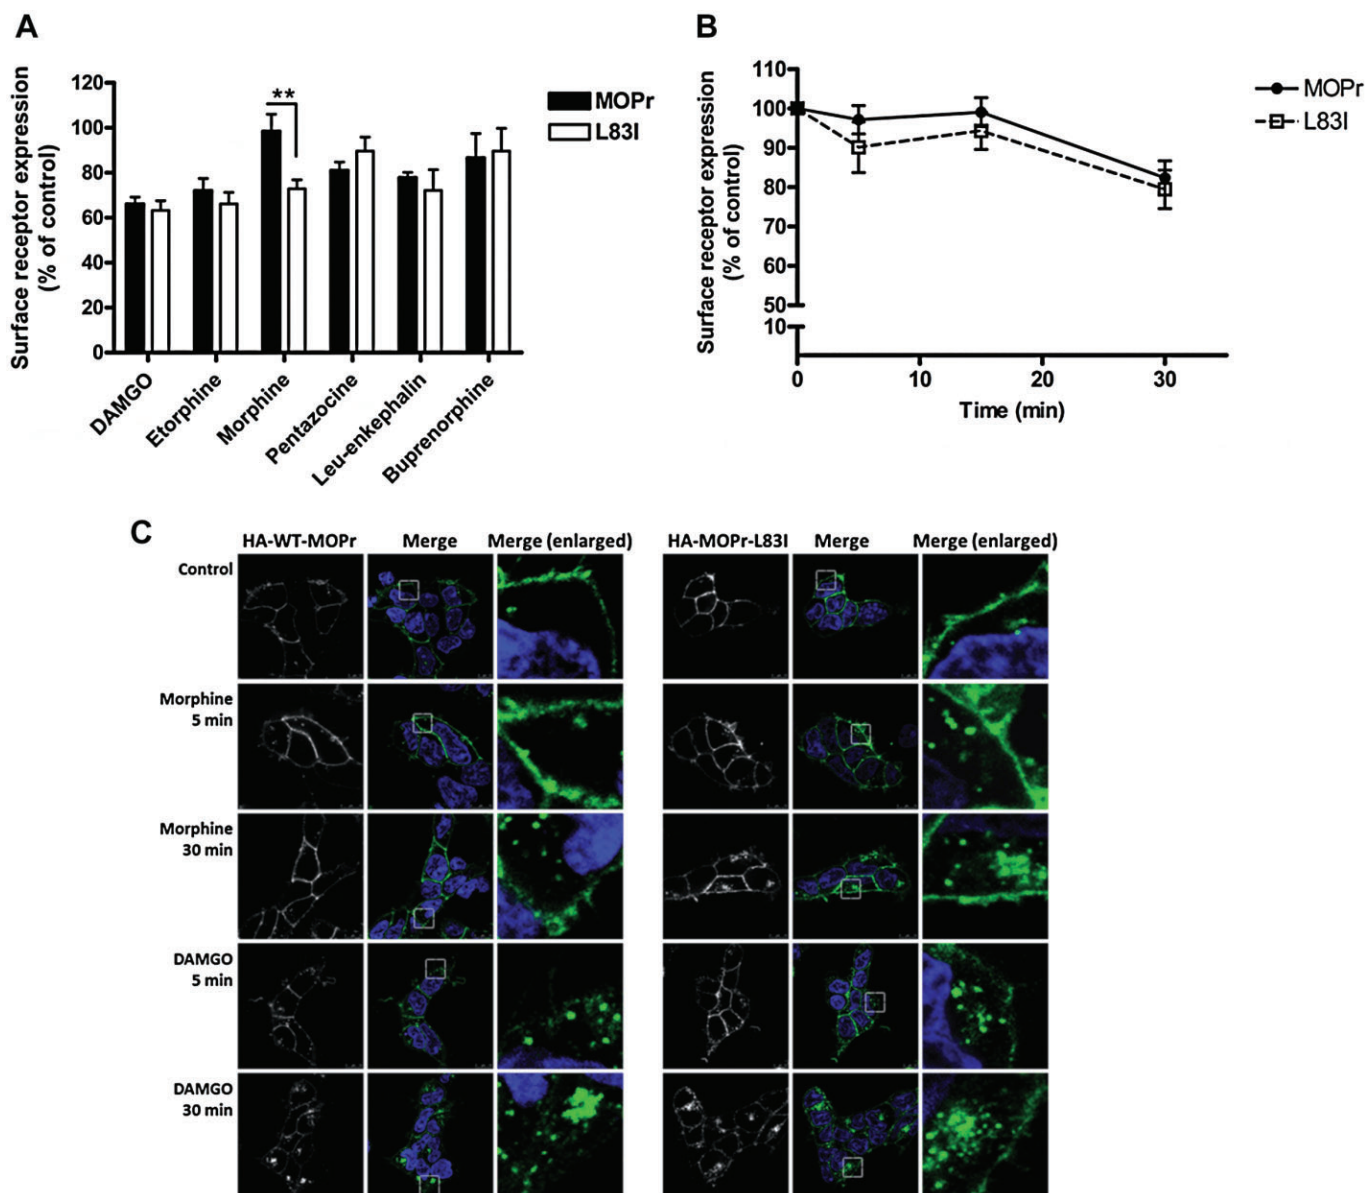 A
Surface receptor expression
(% of control)
120
100
80
60
40
20
0
**
MOPr
L83I
DAMGO
Etorphine
Morphine
Pentazocine
Leu-enkephalin
Buprenorphine
B
Surface receptor expression
(% of control)
110
100
90
80
70
60
50
10
0
10
20
30
Time (min)
MOPr
L83I
C
HA-WT-MOPr
Merge
Merge (enlarged)
HA-MOPr-L83I
Merge
Merge (enlarged)
Control
Morphine
5 min
Morphine
30 min
DAMGO
5 min
DAMGO
30 min